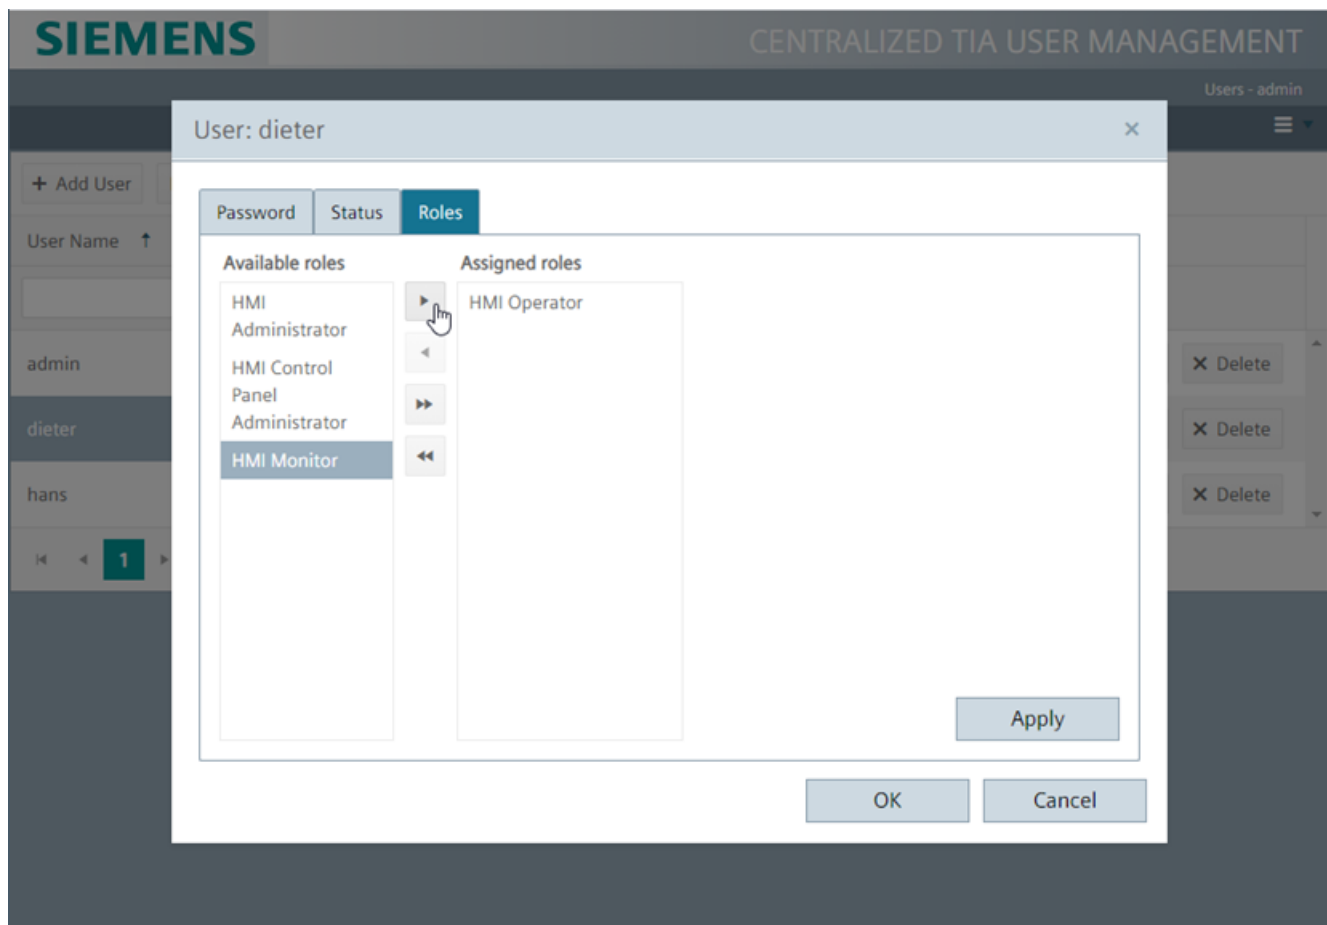 SIEMENS
CENTRALIZED TIA USER MANAGEMENT
Users - admin
User: dieter
+ Add User
Password Status Roles
User Name
Available roles
Assigned roles
HMI
Administrator
HMI Control
Panel
Administrator
HMI Monitor
HMI Operator
admin
Delete
dieter
Delete
hans
Delete
1
Apply
OK
Cancel